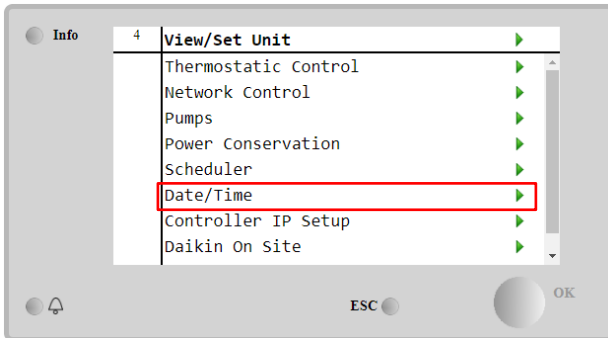 Info
4 View/Set Unit
Thermostatic Control
Network Control
Pumps
Power Conservation
Scheduler
Date/Time
Controller IP Setup
Daikin On Site
ESC
OK